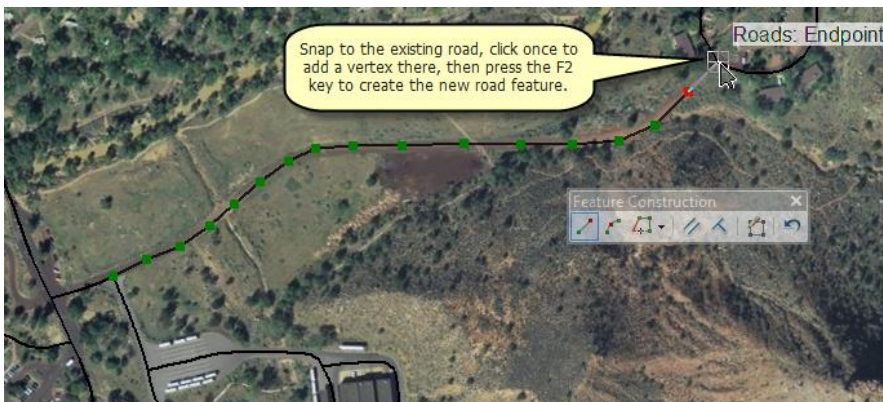 Snap to the existing road, click once to
add a vertex there, then press the F2
key to create the new road feature.
Roads: Endpoint
Feature Construction